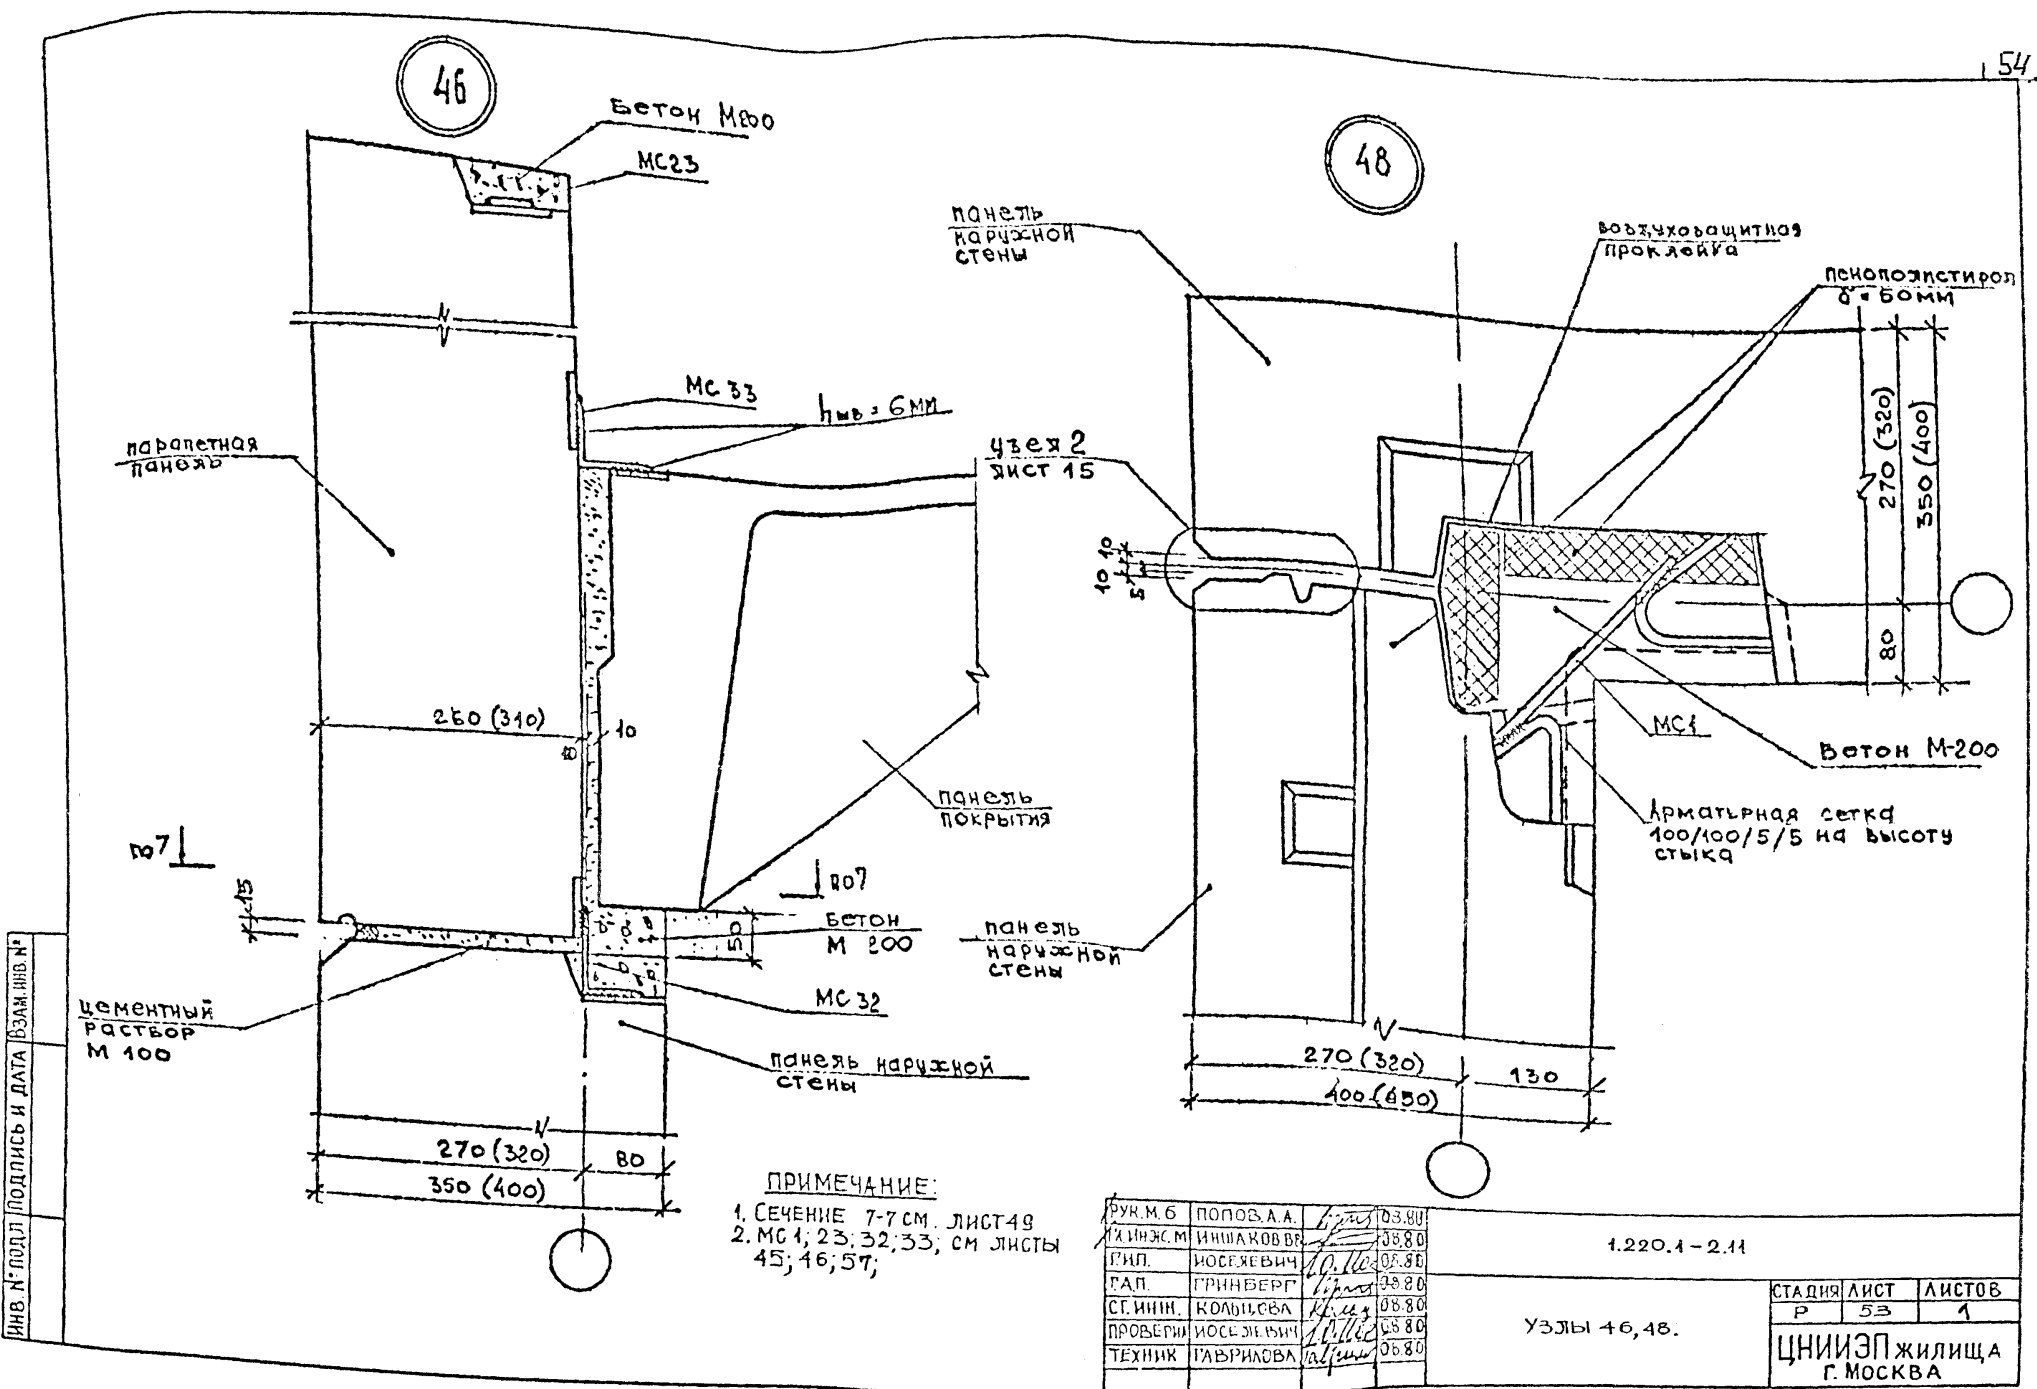 54
46
Бетон М200
МС23
МС 33
hшв = 6мм
парапетная
панель
260 (310)
10
панель
покрытия
по7
по7
15
50
Бетон
М 200
МС 32
цементный
раствор
М 100
панель наружной
стены
270 (320)
80
350 (400)
ПРИМЕЧАНИЕ:
1. СЕЧЕНИЕ 7-7 СМ. ЛИСТ 49
2. МС 1; 23; 32; 33; СМ ЛИСТЫ
45; 46; 57;
48
панель
наружной
стены
воздухозащитная
проклейка
пенополистирол
δ = 50мм
узел 2
лист 15
10
10
5
270 (320)
350 (400)
80
МС1
Бетон М-200
Арматурная сетка
100/100/5/5 на высоту
стыка
панель
наружной
стены
270 (320)
130
400 (450)
РУК. М. Б ПОПОВ. А.А. 08.80
ГЛ.ИНЖ.М ИНШАКОВ ВВ 08.80
ГИП. ИОСЕЛЕВИЧ 08.80
ГАП. ГРИНБЕРГ 08.80
СТ. ИНЖ. КОЛЬЦОВА 08.80
ПРОВЕРИЛ ИОСЕЛЕВИЧ 08.80
ТЕХНИК ГАВРИЛОВА 08.80
1.220.1-2.11
УЗЛЫ 46, 48.
СТАДИЯ ЛИСТ ЛИСТОВ
Р 53 1
ЦНИИЭП ЖИЛИЩА
Г. МОСКВА
ИНВ. № ПОДЛ ПОДПИСЬ И ДАТА ВЗАМ. ИНВ. №